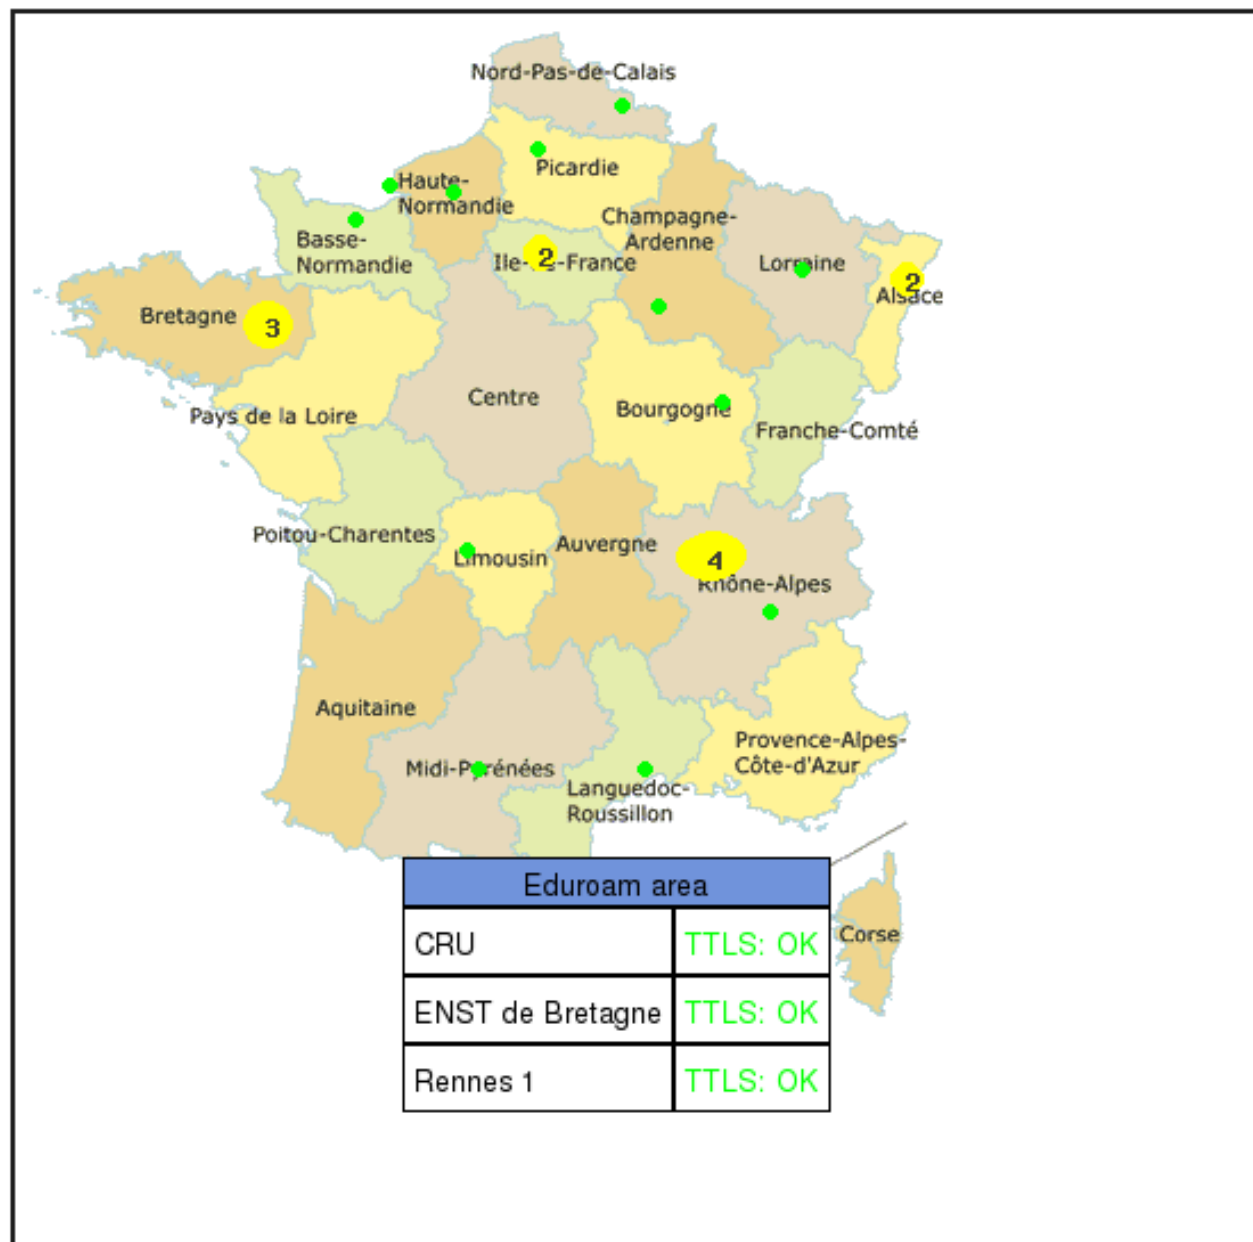 Nord-Pas-de-Calais
Picardie
Haute-
Normandie
Champagne-
Ardenne
Basse-
Normandie
2
Ile-de-France
Lorraine
2
Alsace
Bretagne
3
Centre
Bourgogne
Pays de la Loire
Franche-Comté
Poitou-Charentes
Auvergne
Limousin
4
Rhône-Alpes
Aquitaine
Provence-Alpes-
Côte-d'Azur
Midi-Pyrénées
Languedoc-
Roussillon
Eduroam area
CRU TTLS: OK
Corse
ENST de Bretagne TTLS: OK
Rennes 1 TTLS: OK